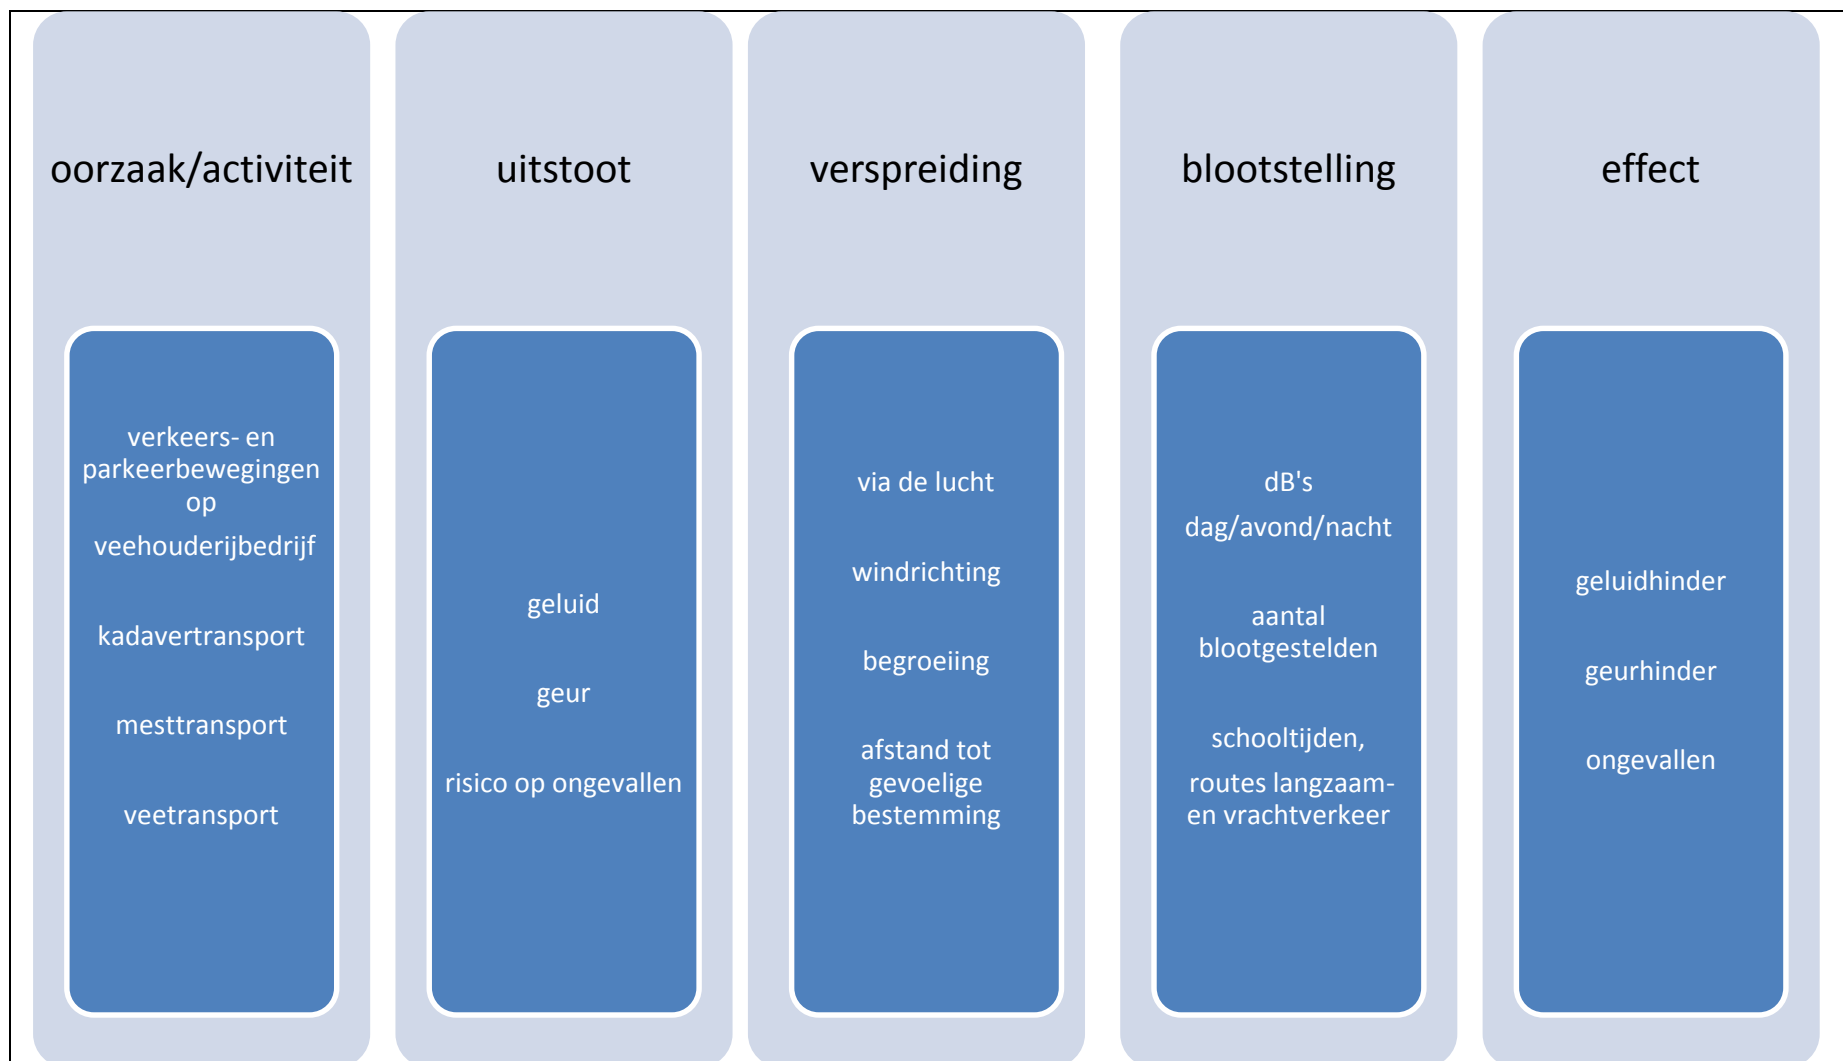 oorzaak/activiteit
verkeers- en
parkeerbewegingen
op
veehouderijbedrijf
kadavertransport
mesttransport
veetransport
uitstoot
geluid
geur
risico op ongevallen
verspreiding
via de lucht
windrichting
begroeiing
afstand tot
gevoelige
bestemming
blootstelling
dB's
dag/avond/nacht
aantal
blootgestelden
schooltijden,
routes langzaam-
en vrachtverkeer
effect
geluidhinder
geurhinder
ongevallen